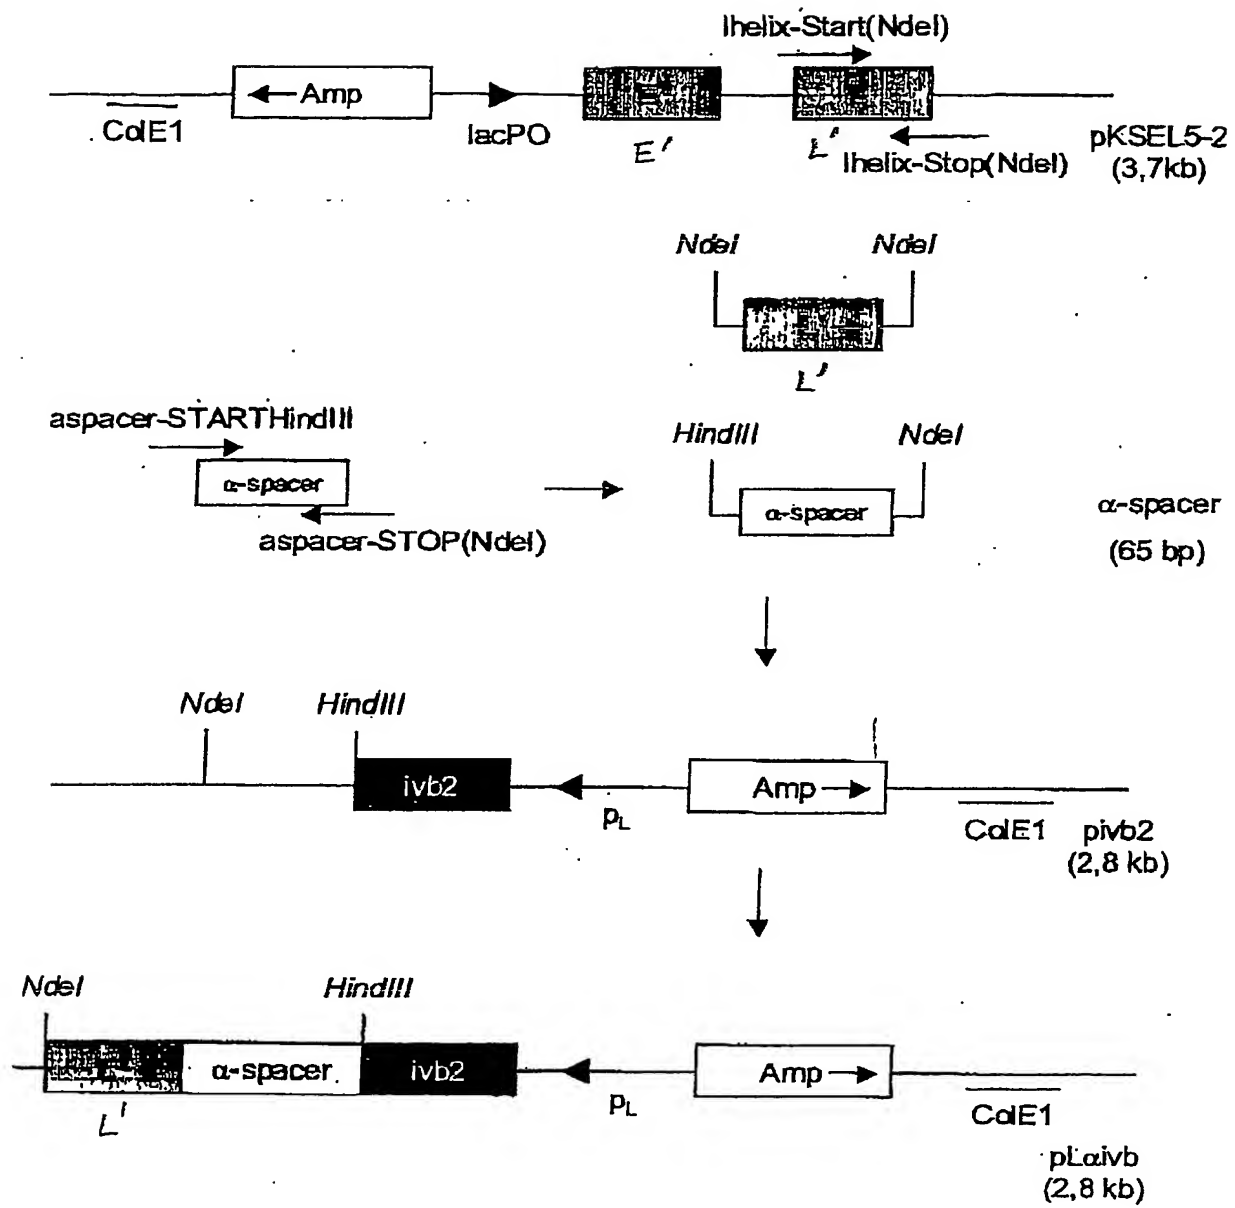 lhelix-Start(NdeI)
Amp
ColE1
lacPO
E'
L'
lhelix-Stop(NdeI)
pKSEL5-2
(3,7kb)
NdeI
NdeI
L'
aspacer-STARTHindIII
α-spacer
aspacer-STOP(NdeI)
HindIII
NdeI
α-spacer
α-spacer
(65 bp)
NdeI
HindIII
ivb2
pL
Amp
ColE1
pivb2
(2,8 kb)
NdeI
HindIII
α-spacer
ivb2
L'
pL
Amp
ColE1
pLαivb
(2,8 kb)